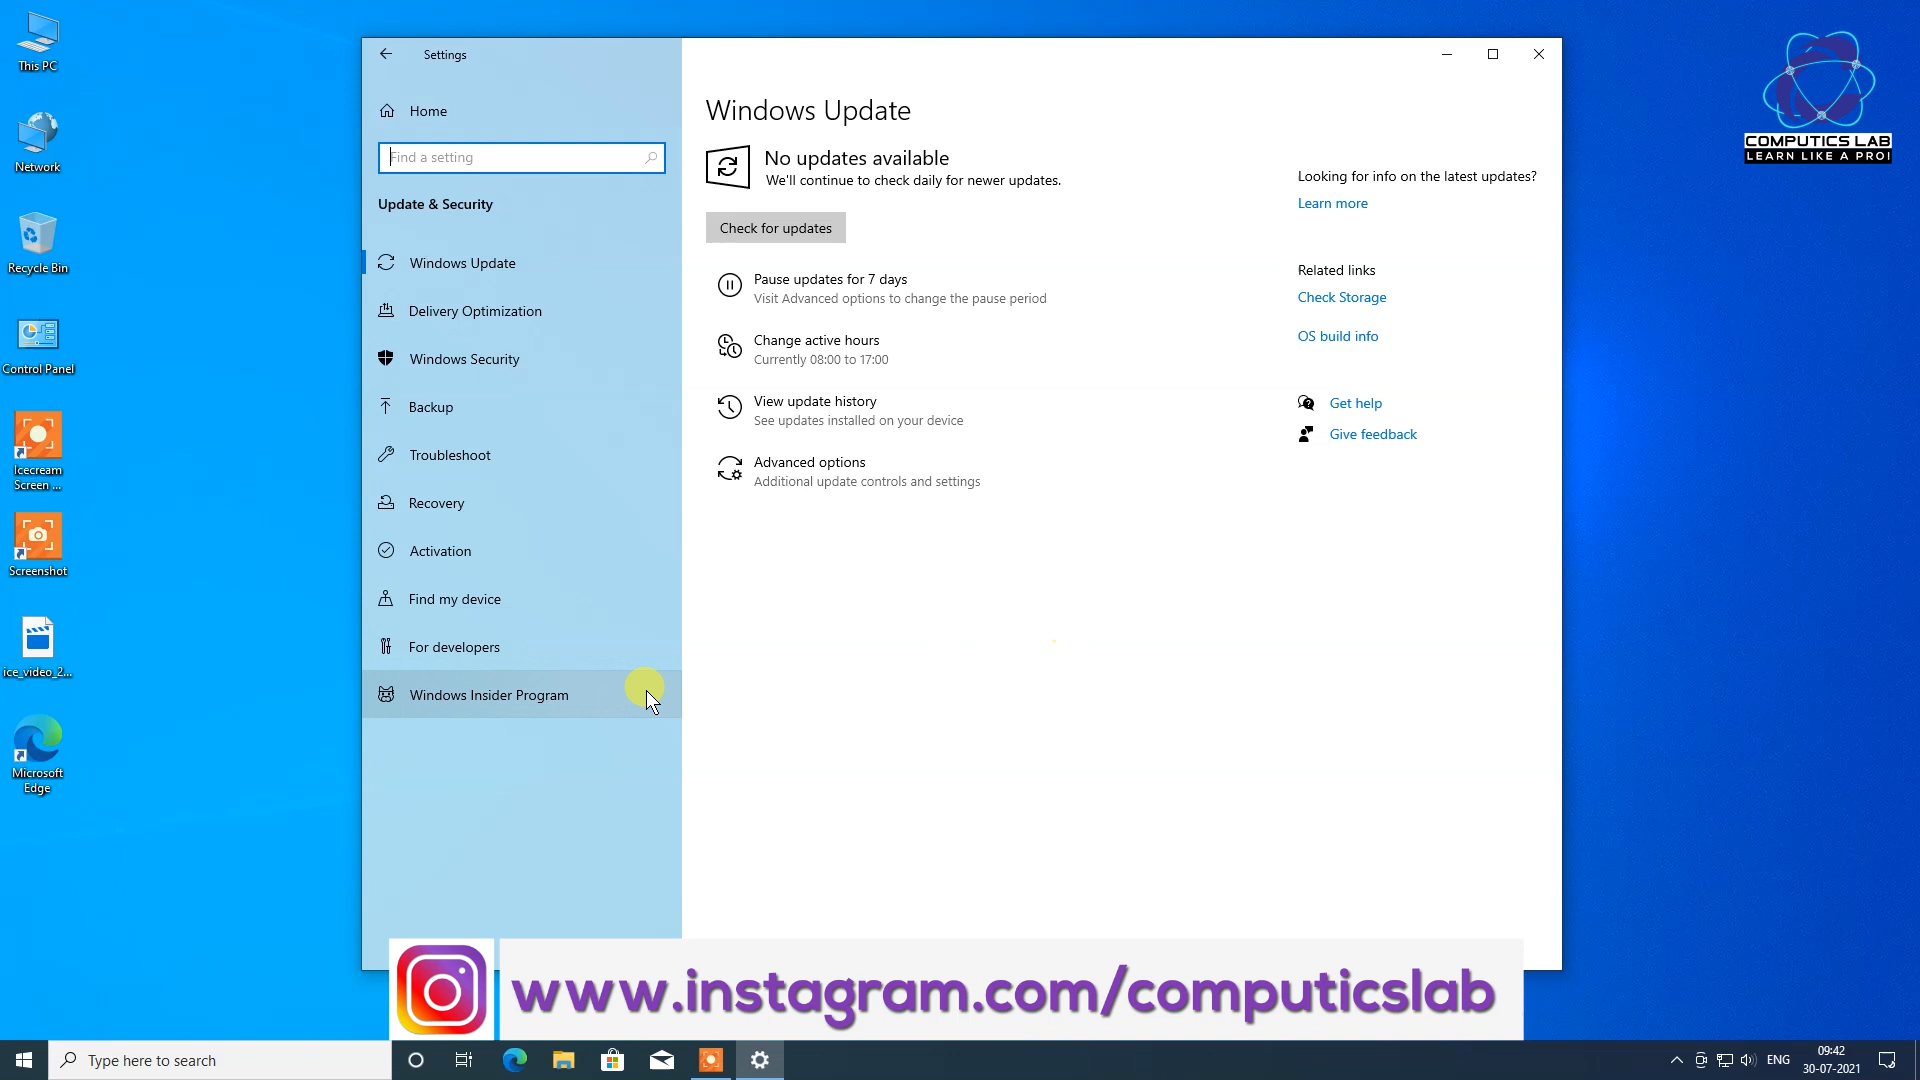 This PC
Network
Recycle Bin
Control Panel
Icecream
Screen ...
Screenshot
ice_video_2...
Microsoft
Edge
Settings
Home
Find a setting
Update & Security
Windows Update
Delivery Optimization
Windows Security
Backup
Troubleshoot
Recovery
Activation
Find my device
For developers
Windows Insider Program
Windows Update
No updates available
We'll continue to check daily for newer updates.
Check for updates
Pause updates for 7 days
Visit Advanced options to change the pause period
Change active hours
Currently 08:00 to 17:00
View update history
See updates installed on your device
Advanced options
Additional update controls and settings
Looking for info on the latest updates?
Learn more
Related links
Check Storage
OS build info
Get help
Give feedback
COMPUTICS LAB
LEARN LIKE A PRO!
www.instagram.com/computicslab
Type here to search
ENG
09:42
30-07-2021